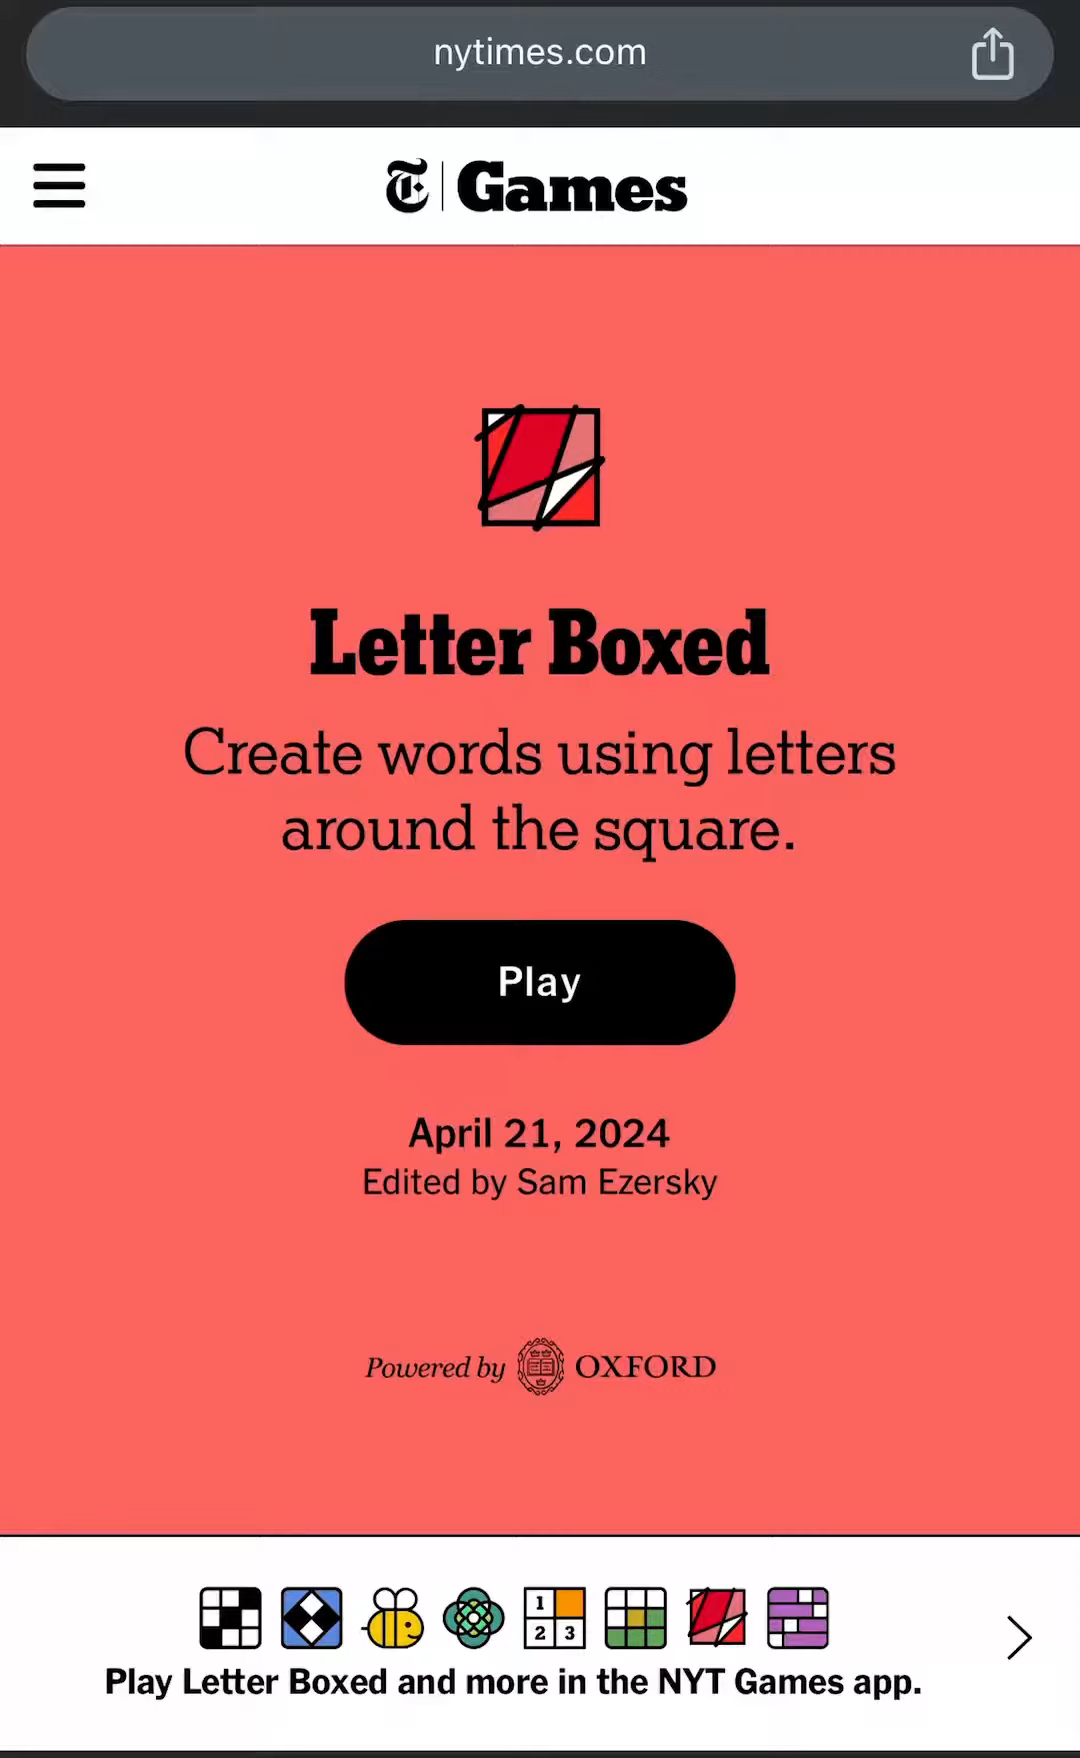 nytimes.com
T Games
Letter Boxed
Create words using letters
around the square.
Play
April 21, 2024
Edited by Sam Ezersky
Powered by OXFORD
1
2 3
Play Letter Boxed and more in the NYT Games app.